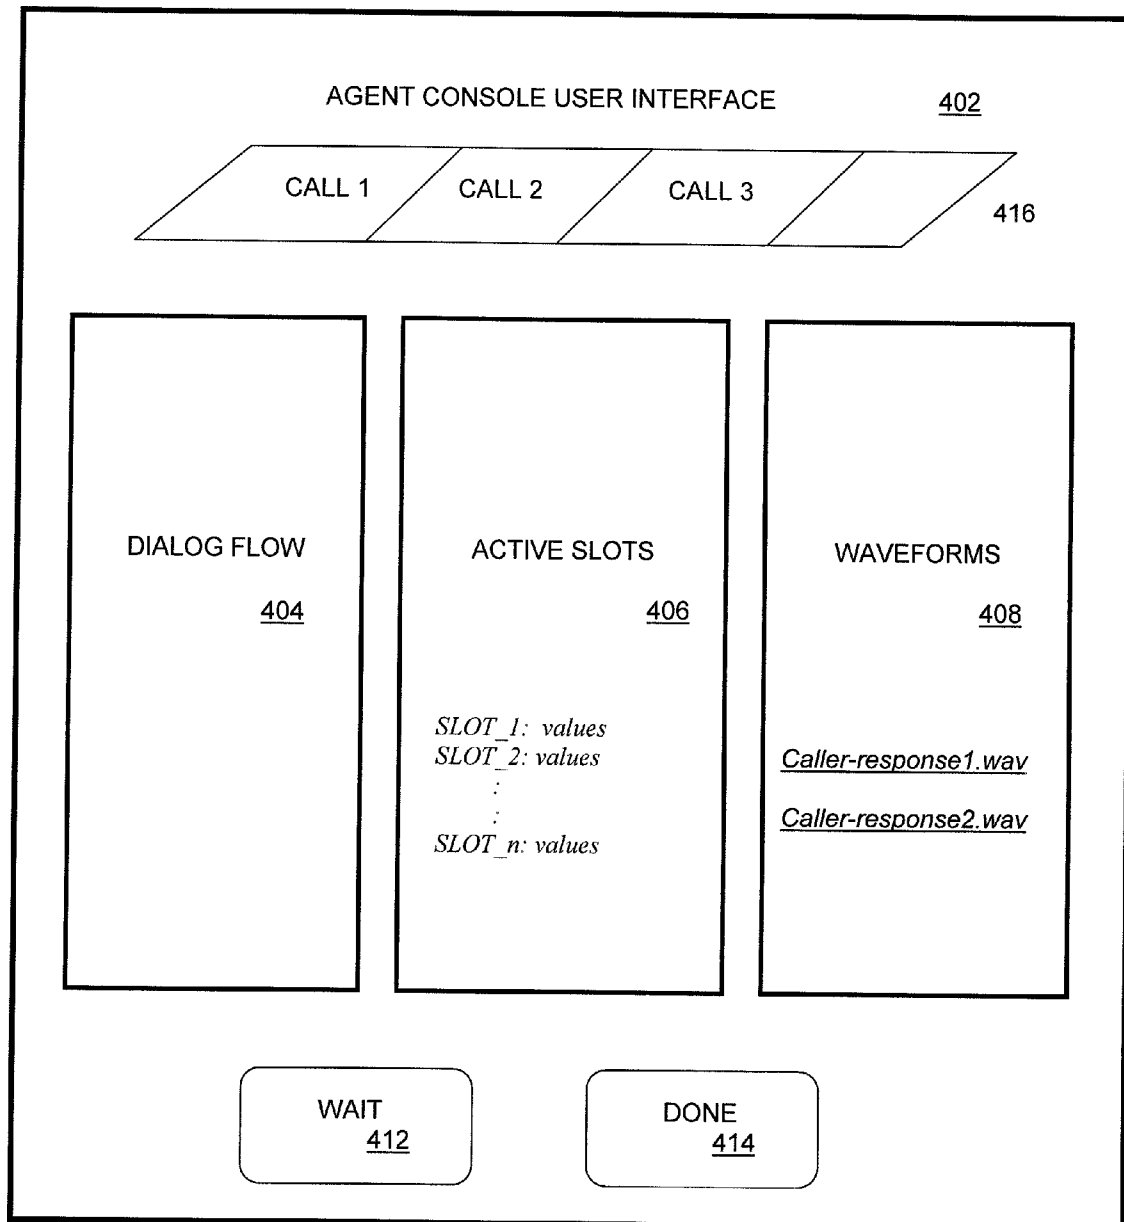 AGENT CONSOLE USER INTERFACE 402
CALL 1 CALL 2 CALL 3
416
DIALOG FLOW
404
ACTIVE SLOTS
406
SLOT_1: values
SLOT_2: values
:
:
SLOT_n: values
WAVEFORMS
408
Caller-response1.wav
Caller-response2.wav
WAIT
412
DONE
414